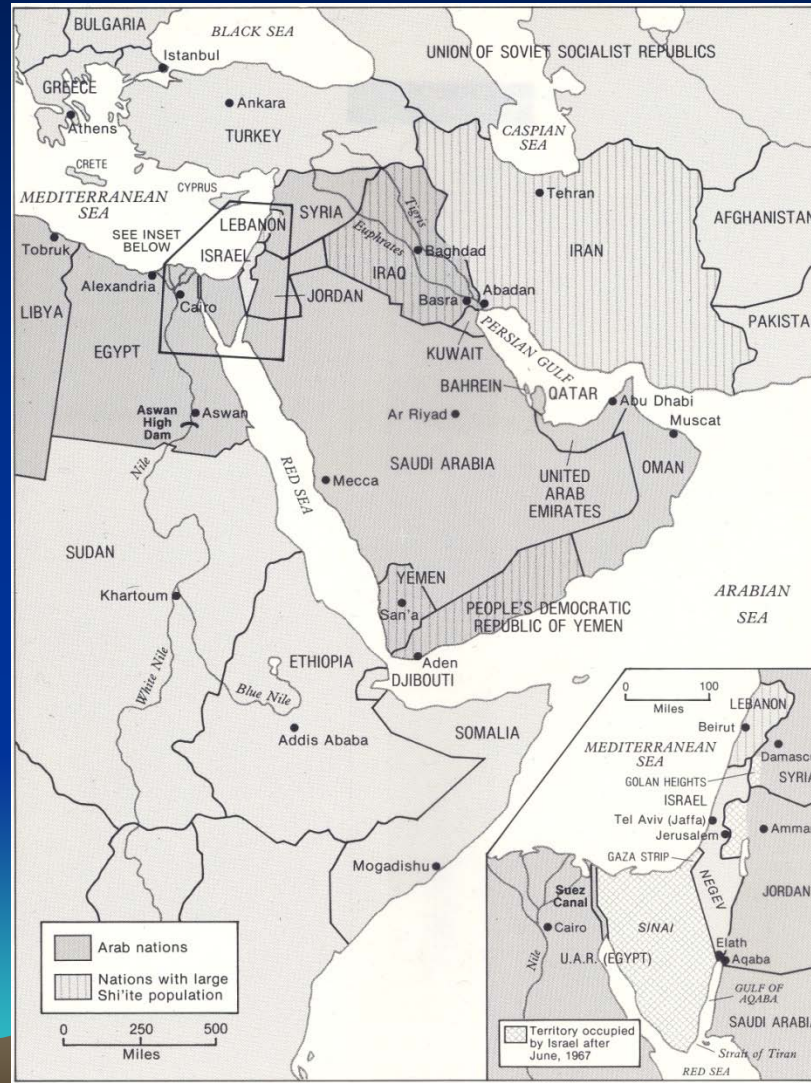 BULGARIA
BLACK SEA
Istanbul
UNION OF SOVIET SOCIALIST REPUBLICS
GREECE
Ankara
Athens
TURKEY
CASPIAN
SEA
CRETE
MEDITERRANEAN
SEA
CYPRUS
Tehran
SYRIA
Tigris
LEBANON
SEE INSET
BELOW
AFGHANISTAN
Tobruk
Euphrates
Baghdad
IRAN
ISRAEL
Alexandria
IRAQ
LIBYA
Cairo
JORDAN
Basra
Abadan
PAKISTA
EGYPT
KUWAIT
PERSIAN GULF
BAHREIN
QATAR
Abu Dhabi
Aswan
High
Dam
Aswan
Ar Riyad
Muscat
Nile
SAUDI ARABIA
OMAN
RED SEA
Mecca
UNITED
ARAB
EMIRATES
SUDAN
YEMEN
ARABIAN
SEA
Khartoum
San'a
PEOPLE'S DEMOCRATIC
REPUBLIC OF YEMEN
ETHIOPIA
Aden
DJIBOUTI
White Nile
Blue Nile
SOMALIA
Addis Ababa
Mogadishu
Arab nations
Nations with large
Shi'ite population
0 250 500
Miles
0 100
Miles
LEBANON
Beirut
MEDITERRANEAN
SEA
Damascu
GOLAN HEIGHTS
SYRIA
ISRAEL
Tel Aviv (Jaffa)
Amma
Jerusalem
GAZA STRIP
NEGEV
JORDAN
Suez
Canal
SINAI
Cairo
Elath
Aqaba
Nile
U.A.R. (EGYPT)
GULF OF
AQABA
SAUDI ARABIA
Territory occupied
by Israel after
June, 1967
Strait of Tiran
RED SEA